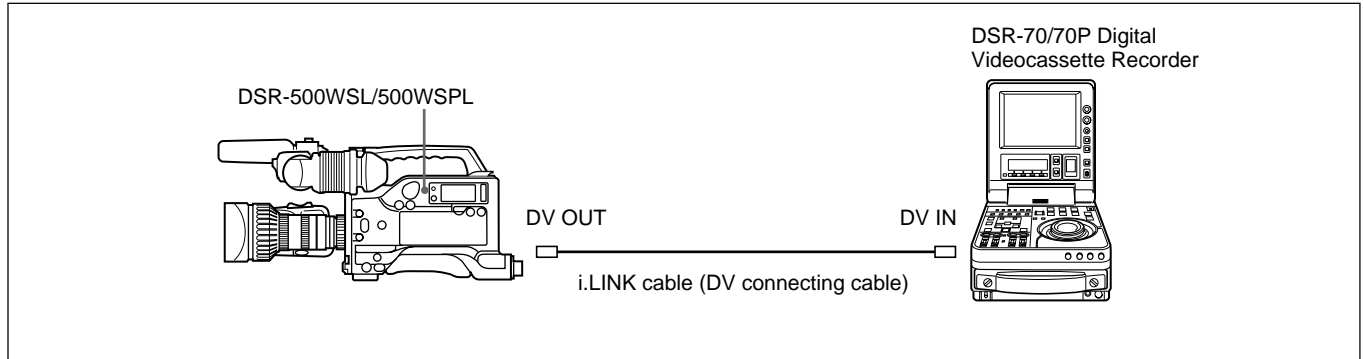 DSR-70/70P Digital
Videocassette Recorder
DSR-500WSL/500WSPL
DV OUT
DV IN
i.LINK cable (DV connecting cable)